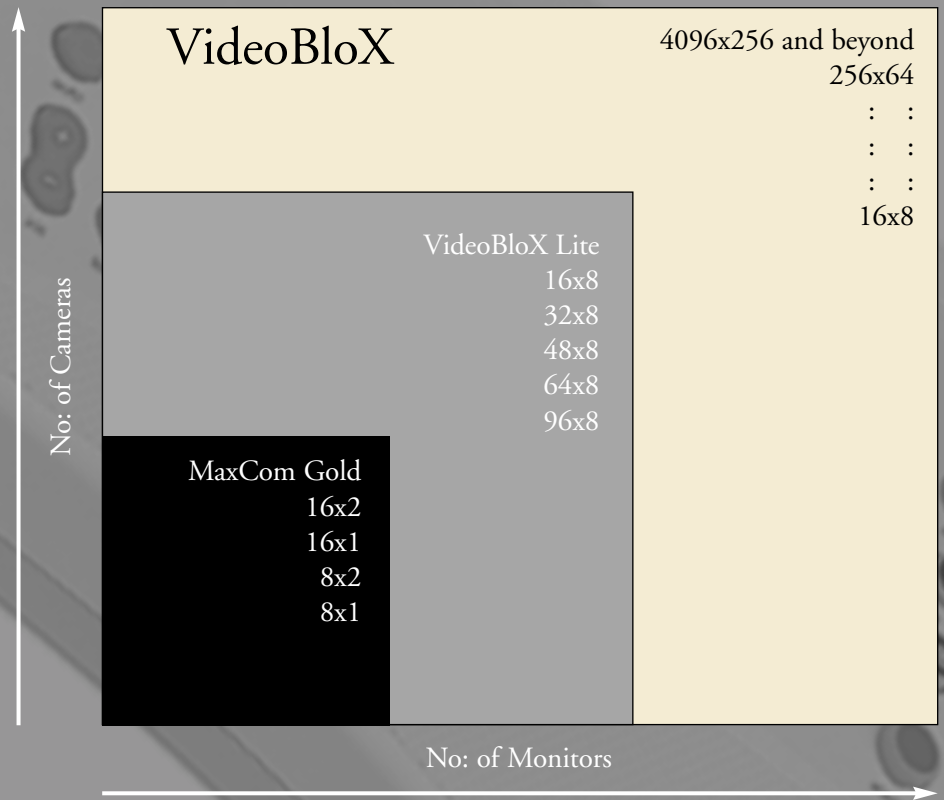 VideoBloX
4096x256 and beyond
256x64
: :
: :
: :
16x8
VideoBloX Lite
16x8
32x8
48x8
64x8
96x8
MaxCom Gold
16x2
16x1
8x2
8x1
No: of Cameras
No: of Monitors